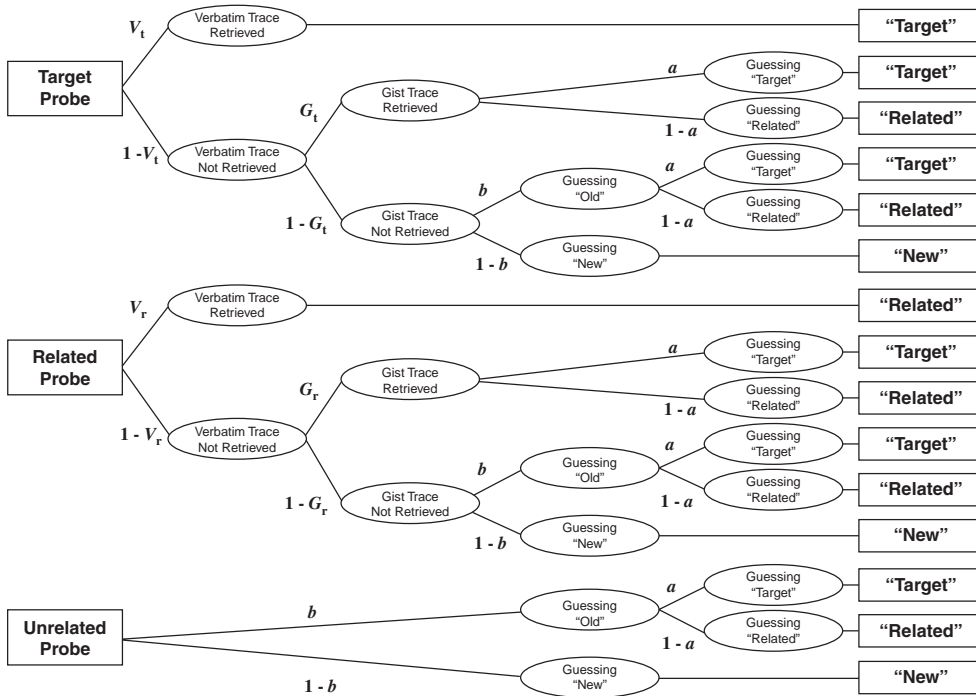 V_t
Verbatim Trace
Retrieved
“Target”
Target
Probe
G_t
Gist Trace
Retrieved
a
Guessing
“Target”
“Target”
1 - a
Guessing
“Related”
“Related”
1 - V_t
Verbatim Trace
Not Retrieved
b
Guessing
“Old”
a
Guessing
“Target”
“Target”
1 - G_t
Gist Trace
Not Retrieved
1 - a
Guessing
“Related”
“Related”
1 - b
Guessing
“New”
“New”
V_r
Verbatim Trace
Retrieved
“Related”
Related
Probe
G_r
Gist Trace
Retrieved
a
Guessing
“Target”
“Target”
1 - a
Guessing
“Related”
“Related”
1 - V_r
Verbatim Trace
Not Retrieved
b
Guessing
“Old”
a
Guessing
“Target”
“Target”
1 - G_r
Gist Trace
Not Retrieved
1 - a
Guessing
“Related”
“Related”
1 - b
Guessing
“New”
“New”
Unrelated
Probe
b
Guessing
“Old”
a
Guessing
“Target”
“Target”
1 - a
Guessing
“Related”
“Related”
1 - b
Guessing
“New”
“New”